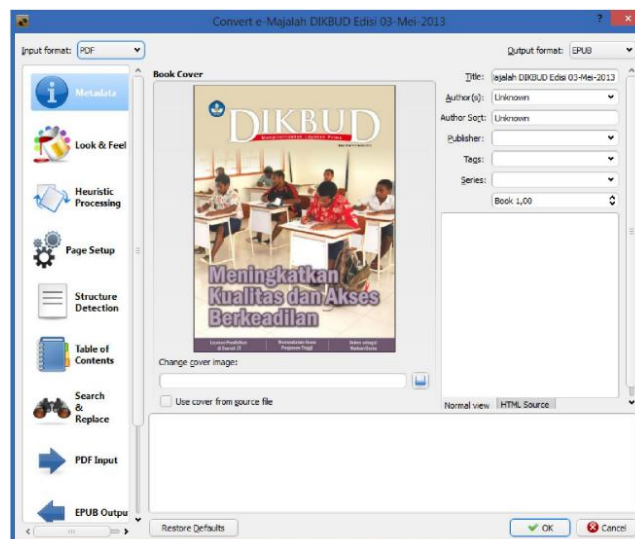 Convert e-Majalah DIKBUD Edisi 03-Mei-2013
Input format: PDF
Output format: EPUB
Metadata
Look & Feel
Heuristic
Processing
Page Setup
Structure
Detection
Table of
Contents
Search
&
Replace
PDF Input
EPUB Outpu
Book Cover
DIKBUD
Meningkatkan
Kualitas dan Akses
Berkeadilan
Change cover image:
Use cover from source file
Title: ajalah DIKBUD Edisi 03-Mei-2013
Author(s): Unknown
Author Sort: Unknown
Publisher:
Tags:
Series:
Book 1,00
Normal view HTML Source
Restore Defaults
OK
Cancel